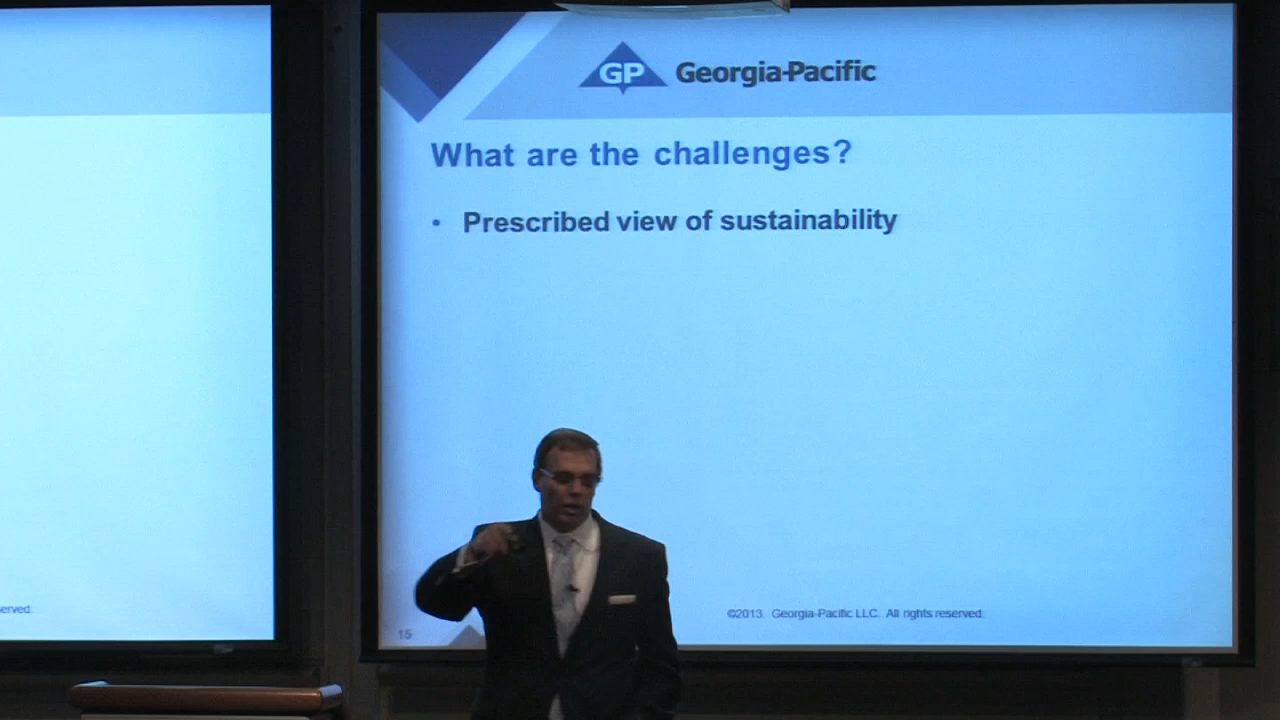 GP Georgia-Pacific
What are the challenges?
• Prescribed view of sustainability
©2013 Georgia-Pacific LLC. All rights reserved.
erved.
15